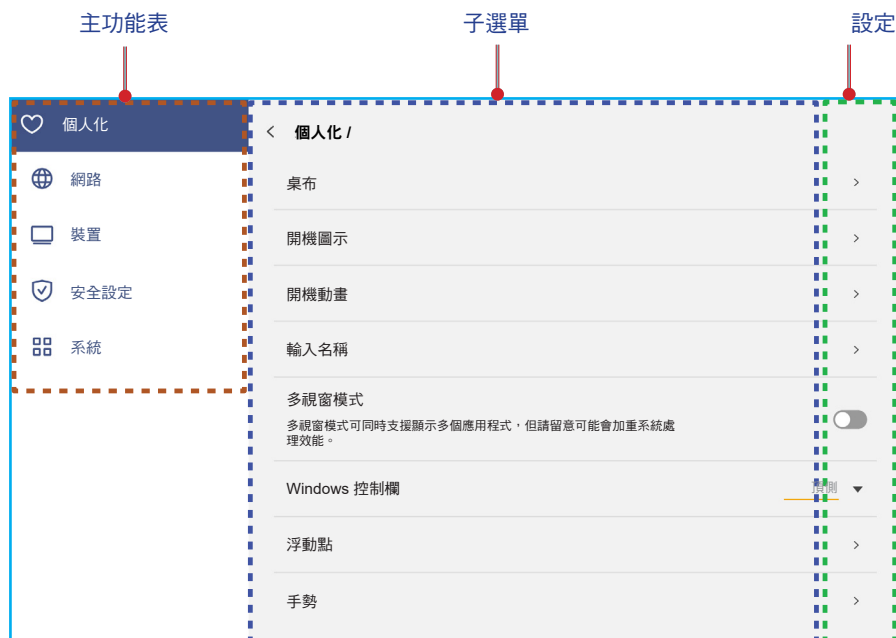 主功能表
子選單
設定
個人化
網路
裝置
安全設定
系統
< 個人化 /
桌布
開機圖示
開機動畫
輸入名稱
多視窗模式
多視窗模式可同時支援顯示多個應用程式，但請留意可能會加重系統處
理效能。
Windows 控制欄
頂側
浮動點
手勢